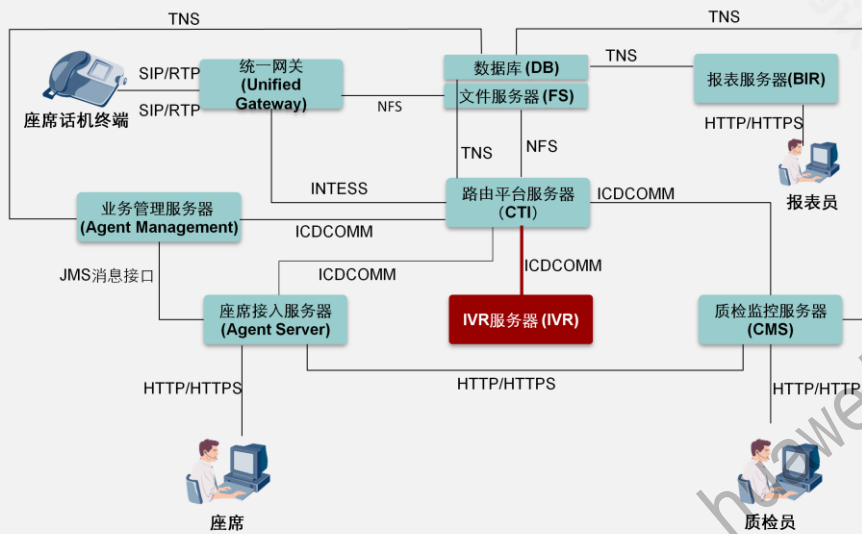 TNS
TNS
SIP/RTP
SIP/RTP
座席话机终端
统一网关
(Unified
Gateway)
NFS
数据库 (DB)
文件服务器 (FS)
TNS
报表服务器(BIR)
HTTP/HTTPS
报表员
TNS
NFS
INTESS
业务管理服务器
(Agent Management)
ICDCOMM
路由平台服务器
(CTI)
ICDCOMM
JMS消息接口
ICDCOMM
ICDCOMM
座席接入服务器
(Agent Server)
IVR服务器 (IVR)
质检监控服务器
(CMS)
HTTP/HTTPS
HTTP/HTTPS
HTTP/HTTP
座席
质检员
huawe